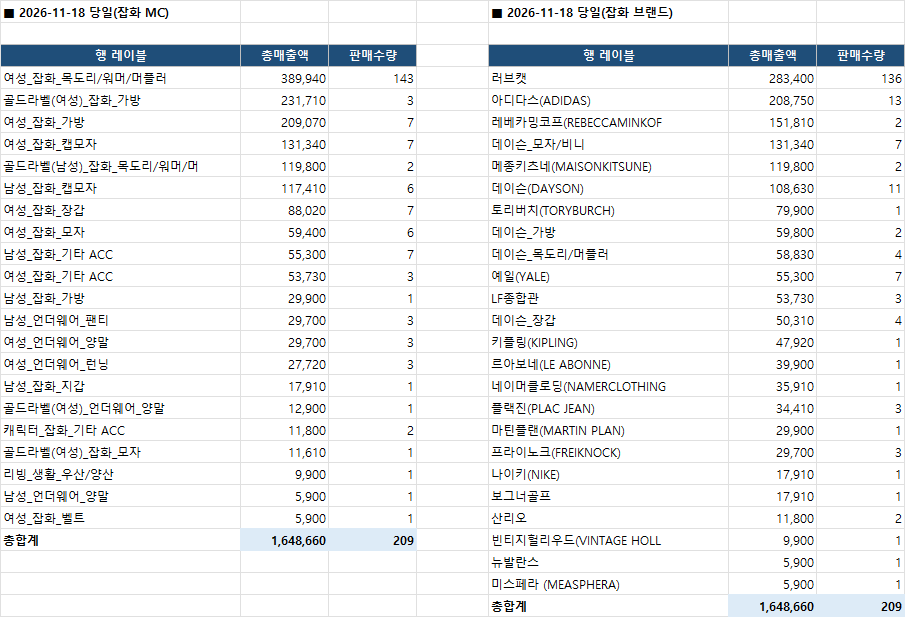 ■ 2026-11-18 당일(잡화 MC)
행 레이블 총매출액 판매수량
여성_잡화_목도리/워머/머플러 389,940 143
골드라벨(여성)_잡화_가방 231,710 3
여성_잡화_가방 209,070 7
여성_잡화_캡모자 131,340 7
골드라벨(남성)_잡화_목도리/워머/머 119,800 2
남성_잡화_캡모자 117,410 6
여성_잡화_장갑 88,020 7
여성_잡화_모자 59,400 6
남성_잡화_기타 ACC 55,300 7
여성_잡화_기타 ACC 53,730 3
남성_잡화_가방 29,900 1
남성_언더웨어_팬티 29,700 3
여성_언더웨어_양말 29,700 3
여성_언더웨어_런닝 27,720 3
남성_잡화_지갑 17,910 1
골드라벨(여성)_언더웨어_양말 12,900 1
캐릭터_잡화_기타 ACC 11,800 2
골드라벨(여성)_잡화_모자 11,610 1
리빙_생활_우산/양산 9,900 1
남성_언더웨어_양말 5,900 1
여성_잡화_벨트 5,900 1
총합계 1,648,660 209
■ 2026-11-18 당일(잡화 브랜드)
행 레이블 총매출액 판매수량
러브캣 283,400 136
아디다스(ADIDAS) 208,750 13
레베카밍코프(REBECCAMINKOF 151,810 2
데이슨_모자/비니 131,340 7
메종키츠네(MAISONKITSUNE) 119,800 2
데이슨(DAYSON) 108,630 11
토리버치(TORYBURCH) 79,900 1
데이슨_가방 59,800 2
데이슨_목도리/머플러 58,830 4
예일(YALE) 55,300 7
LF종합관 53,730 3
데이슨_장갑 50,310 4
키플링(KIPLING) 47,920 1
르아보네(LE ABONNE) 39,900 1
네이머클로딩(NAMERCLOTHING 35,910 1
플랙진(PLAC JEAN) 34,410 3
마틴플랜(MARTIN PLAN) 29,900 1
프라이노크(FREIKNOCK) 29,700 3
나이키(NIKE) 17,910 1
보그너골프 17,910 1
산리오 11,800 2
빈티지헐리우드(VINTAGE HOLL 9,900 1
뉴발란스 5,900 1
미스페라 (MEASPHERA) 5,900 1
총합계 1,648,660 209